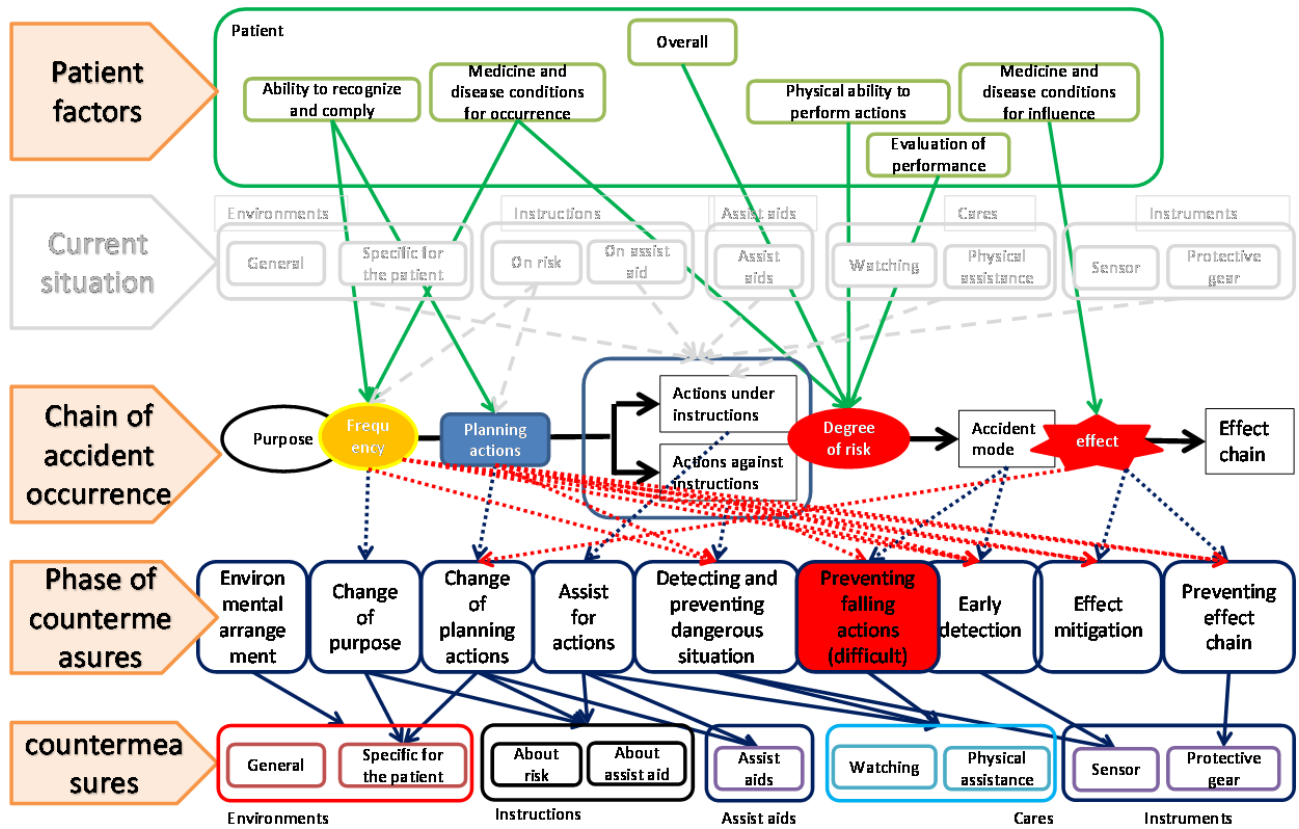 Patient
factors
Patient
Overall
Ability to recognize
and comply
Medicine and
disease conditions
for occurrence
Physical ability to
perform actions
Medicine and
disease conditions
for influence
Evaluation of
performance
Current
situation
Environments
Instructions
Assist aids
Cares
Instruments
General
Specific for
the patient
On risk
On assist
aid
Assist
aids
Watching
Physical
assistance
Sensor
Protective
gear
Chain of
accident
occurrence
Purpose
Frequ
ency
Planning
actions
Actions under
instructions
Actions against
instructions
Degree
of risk
Accident
mode
effect
Effect
chain
Phase of
counterme
asures
Environ
mental
arrange
ment
Change
of
purpose
Change
of
planning
actions
Assist
for
actions
Detecting and
preventing
dangerous
situation
Preventing
falling
actions
(difficult)
Early
detection
Effect
mitigation
Preventing
effect
chain
countermea
sures
General
Specific for
the patient
About
risk
About
assist aid
Assist
aids
Watching
Physical
assistance
Sensor
Protective
gear
Environments
Instructions
Assist aids
Cares
Instruments